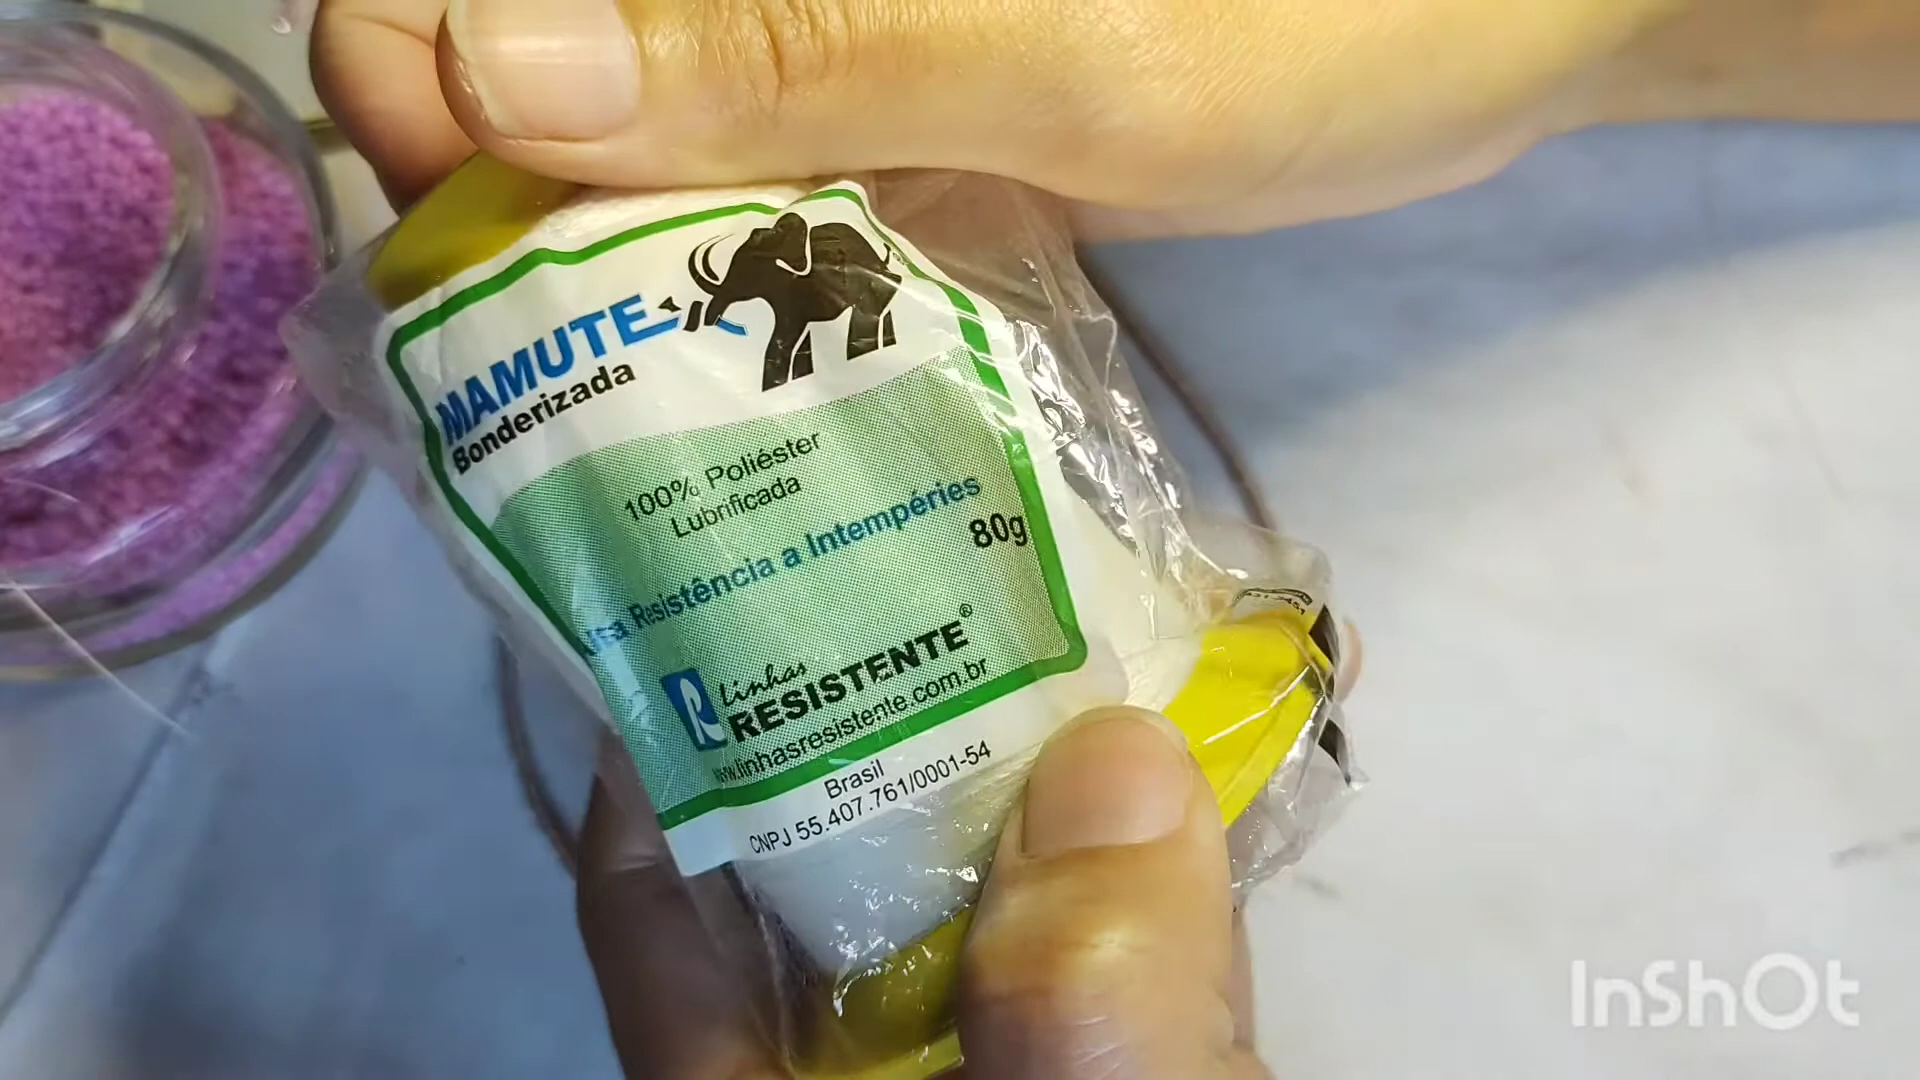 MAMUTE
Bonderizada
100% Poliéster
Lubrificada
Alta Resistência a Intempéries
80g
Linhas
RESISTENTE®
www.linhasresistente.com.br
Brasil
CNPJ 55.407.761/0001-54
InShOt